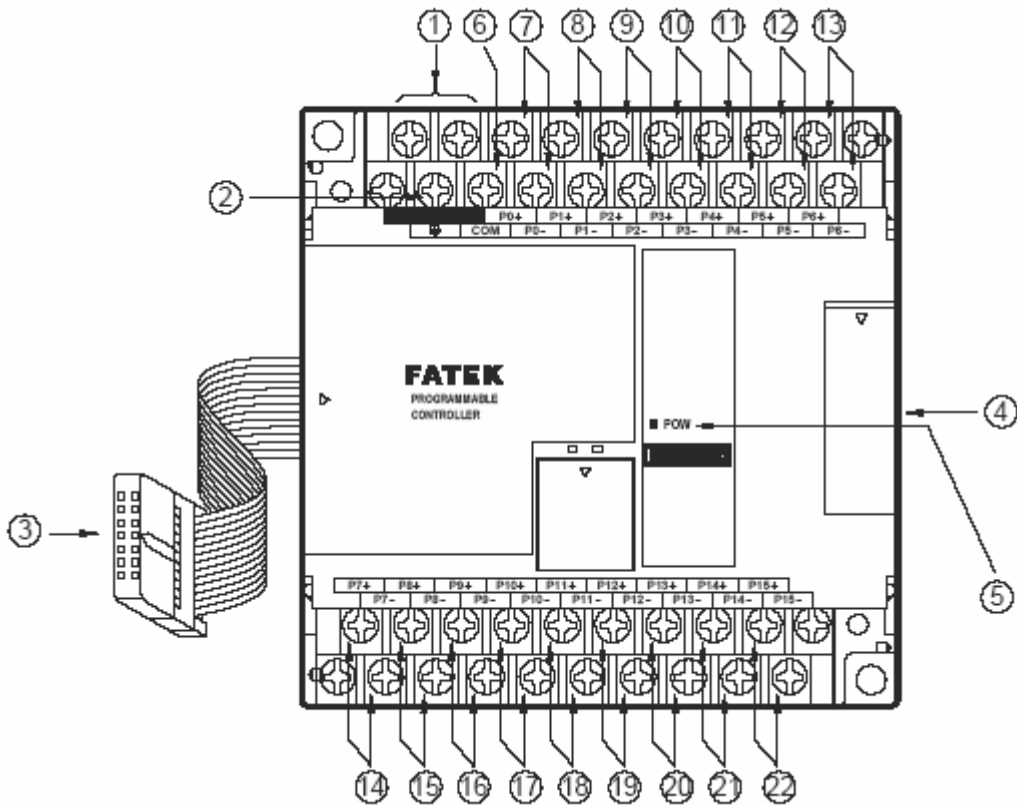 ① ⑥ ⑦ ⑧ ⑨ ⑩ ⑪ ⑫ ⑬
②
P0+ P1+ P2+ P3+ P4+ P5+ P6+
COM P0- P1- P2- P3- P4- P5- P6-
FATEK
PROGRAMMABLE
CONTROLLER
④
POW
③
⑤
P7+ P8+ P9+ P10+ P11+ P12+ P13+ P14+ P15+
P7- P8- P9- P10- P11- P12- P13- P14- P15-
⑭ ⑮ ⑯ ⑰ ⑱ ⑲ ⑳ ㉑ ㉒